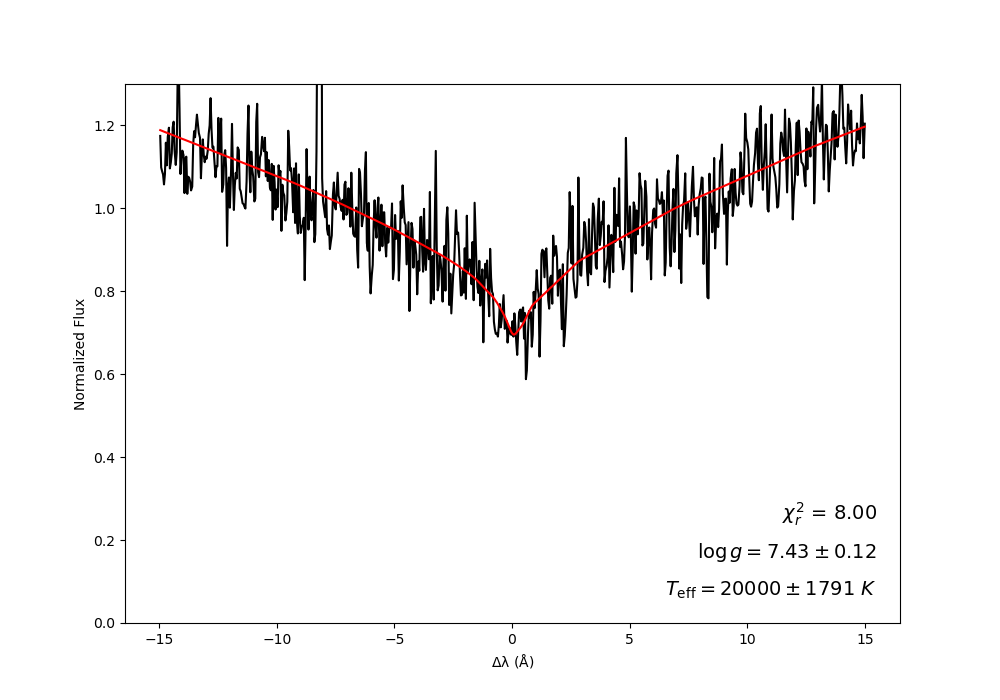 1.2
1.0
0.8
0.6
0.4
0.2
0.0
Normalized Flux
χ²ᵣ = 8.00
log g = 7.43 ± 0.12
T_eff = 20000 ± 1791 K
−15 −10 −5 0 5 10 15
Δλ (Å)